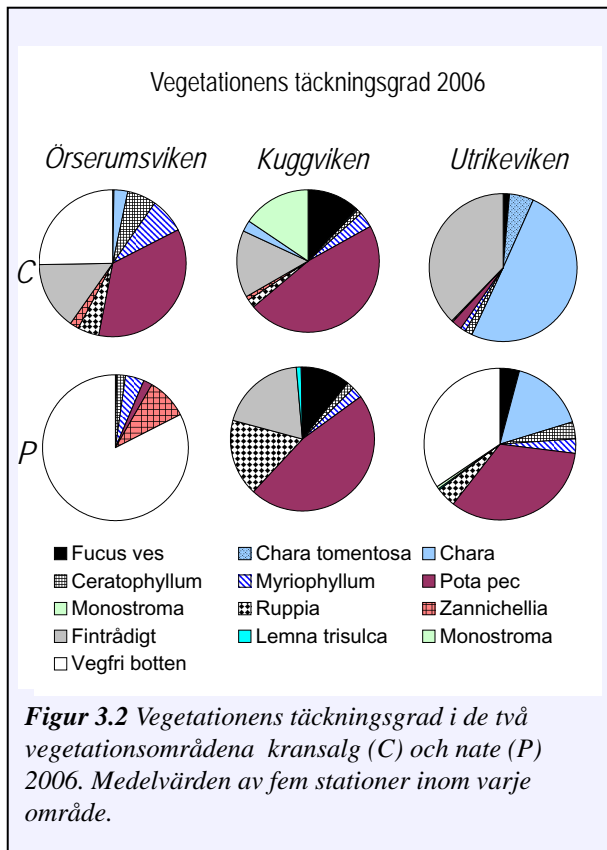 Vegetationens täckningsgrad 2006
Örserumsviken Kuggviken Utrikeviken
C
P
Fucus ves Chara tomentosa Chara
Ceratophyllum Myriophyllum Pota pec
Monostroma Ruppia Zannichellia
Fintrådigt Lemna trisulca Monostroma
Vegfri botten
Figur 3.2 Vegetationens täckningsgrad i de två
vegetationsområdena kransalg (C) och nate (P)
2006. Medelvärden av fem stationer inom varje
område.